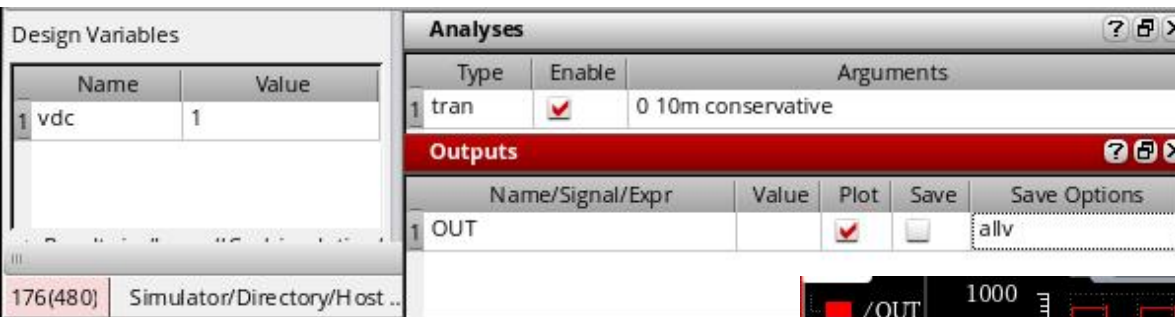 Design Variables
Name Value
1 vdc 1
176(480) Simulator/Directory/Host ...
Analyses
Type Enable Arguments
1 tran 0 10m conservative
Outputs
Name/Signal/Expr Value Plot Save Save Options
1 OUT allv
/OUT 1000